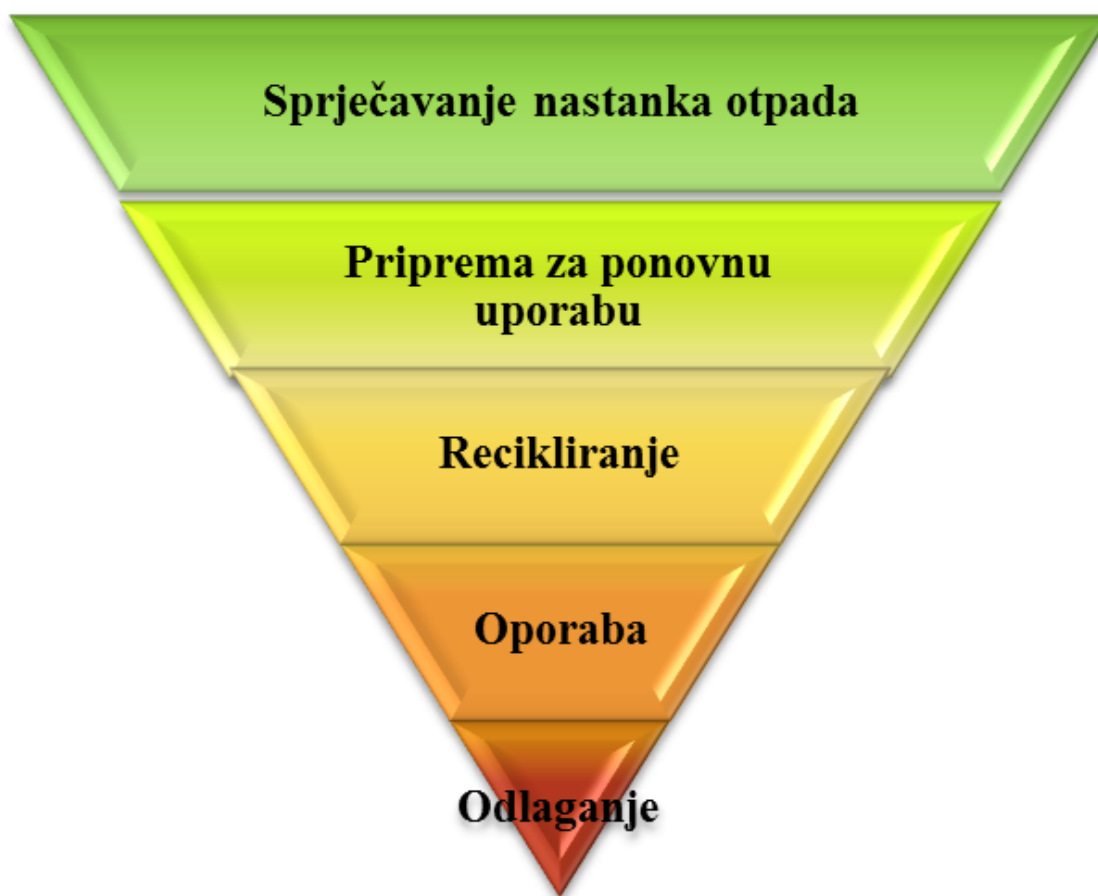 Sprječavanje nastanka otpada
Priprema za ponovnu
uporabu
Recikliranje
Oporaba
Odlaganje